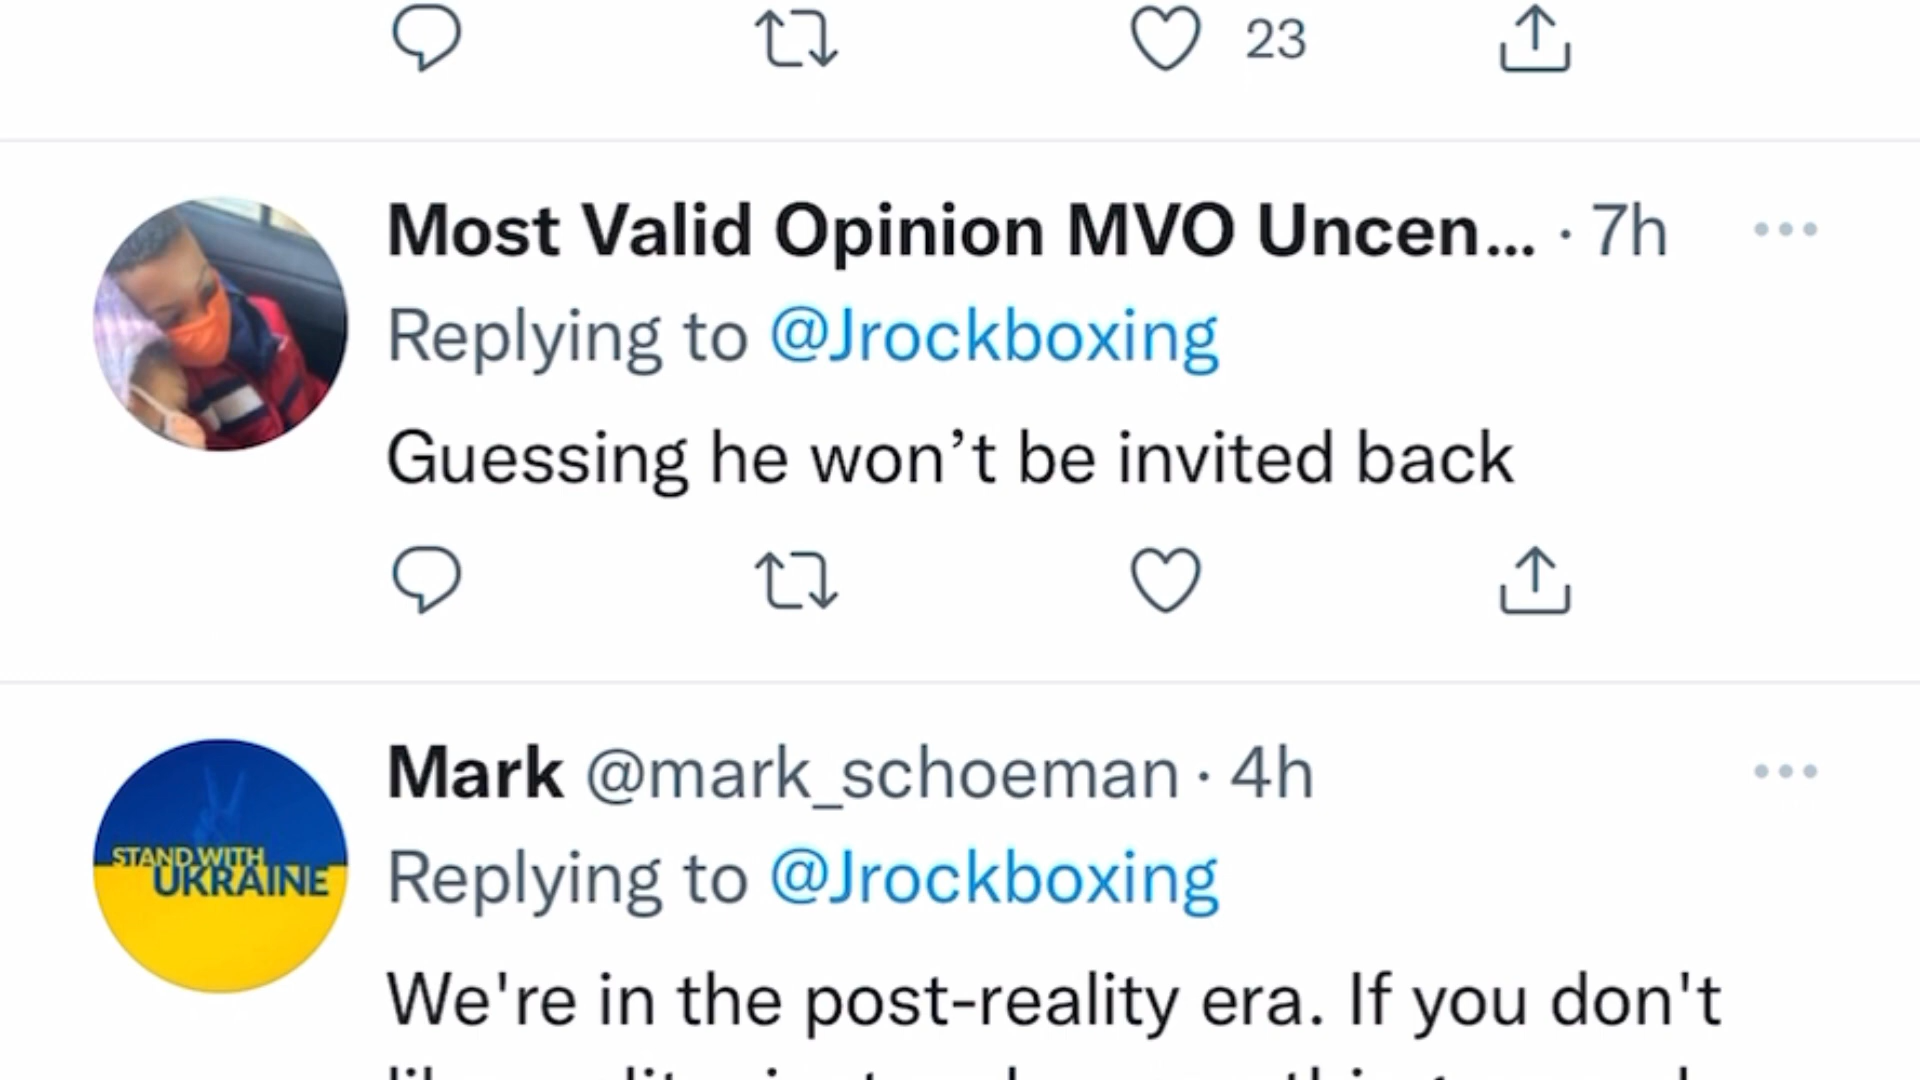 23
Most Valid Opinion MVO Uncen... · 7h
Replying to @Jrockboxing
Guessing he won’t be invited back
Mark @mark_schoeman · 4h
STAND WITH
UKRAINE
Replying to @Jrockboxing
We're in the post-reality era. If you don't